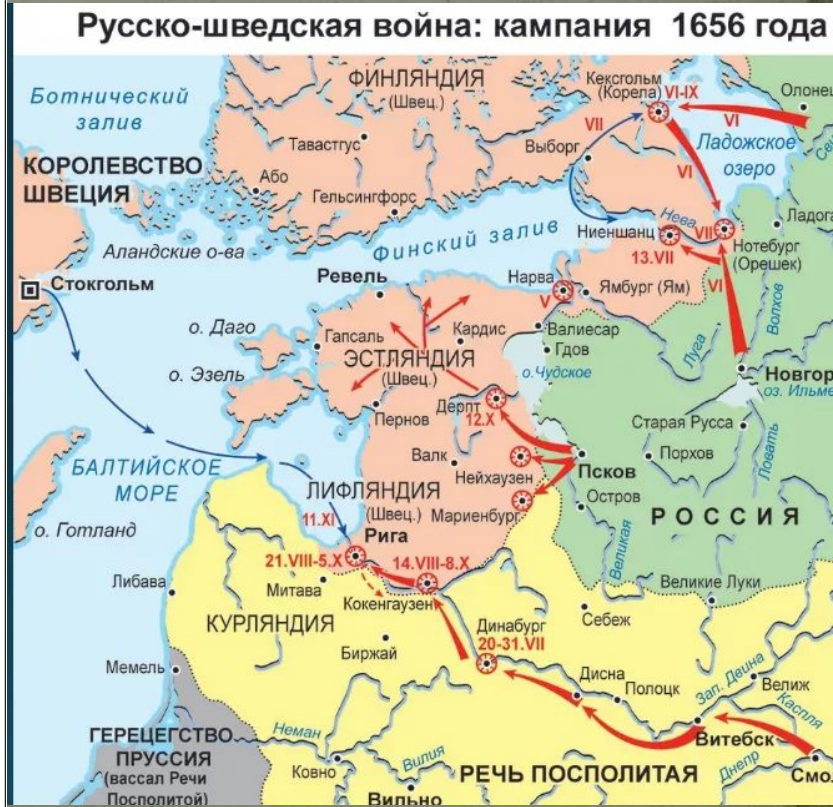 Русско-шведская война: кампания 1656 года
ФИНЛЯНДИЯ
(Швец.)
Кексгольм
(Корела)
VI-IX
Олонец
Ботнический
залив
VI
VII
Свирь
Тавастгус
Выборг
Ладожское
озеро
КОРОЛЕВСТВО
ШВЕЦИЯ
Або
VI
Гельсингфорс
Нева
Ладога
Финский залив
Ниеншанц
VII
Аландские о-ва
13.VII
Нотебург
(Орешек)
Стокгольм
Ревель
Нарва
Ямбург (Ям)
VI
V
Волхов
о. Даго
Гапсаль
Кардис
Валиесар
Гдов
Луга
ЭСТЛЯНДИЯ
(Швец.)
о.Чудское
Новгор
оз. Ильме
о. Эзель
Дерпт
12.X
Пернов
Старая Русса
Валк
Псков
Порхов
Ловать
БАЛТИЙСКОЕ
МОРЕ
Нейхаузен
ЛИФЛЯНДИЯ
(Швец.)
Остров
11.XI
Мариенбург
РОССИЯ
о. Готланд
Рига
Великая
21.VIII-5.X
14.VIII-8.X
Либава
Митава
Кокенгаузен
Великие Луки
КУРЛЯНДИЯ
Динабург
Себеж
20-31.VII
Биржай
Мемель
Дисна
Полоцк
Зап. Двина
Велиж
Каспля
ГЕРЕЦЕГСТВО
ПРУССИЯ
(вассал Речи
Посполитой)
Неман
Витебск
Вилия
Ковно
РЕЧЬ ПОСПОЛИТАЯ
Днепр
Смол
Вильно